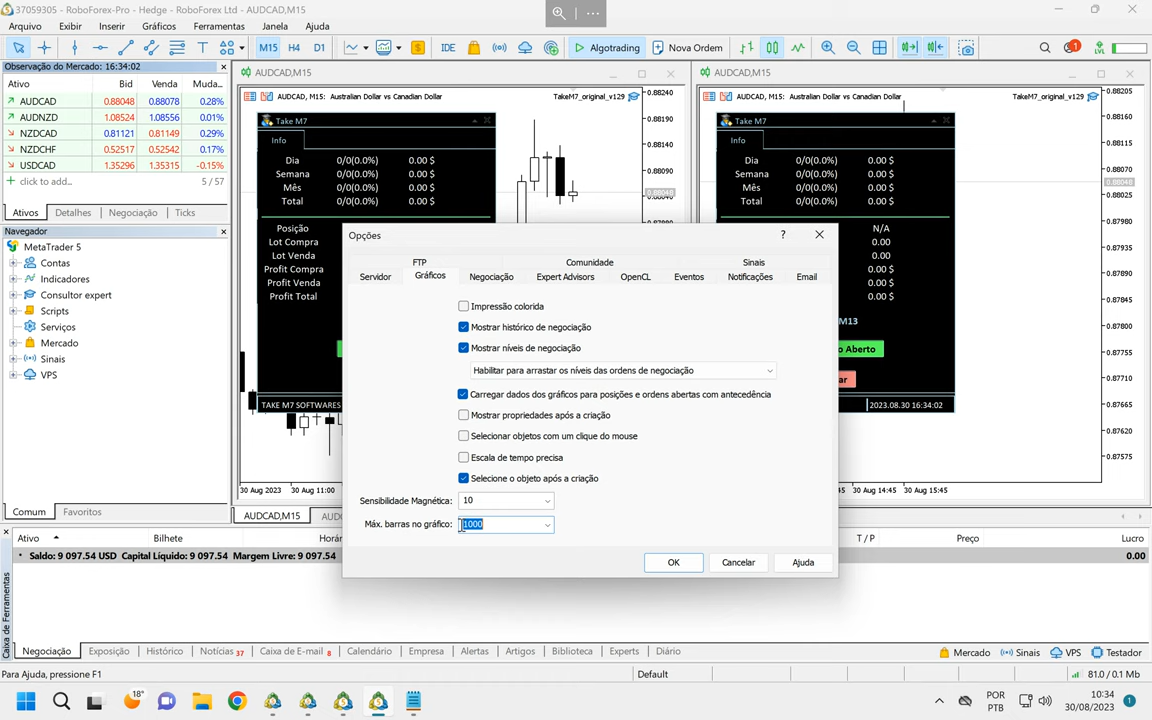 37059305 - RoboForex-Pro - Hedge - RoboForex Ltd - AUDCAD,M15
Arquivo Exibir Inserir Gráficos Ferramentas Janela Ajuda
M15 H4 D1 IDE Algotrading Nova Ordem 1 LVL
Observação do Mercado: 16:34:02
Ativo Bid Venda Muda...
AUDCAD 0.88048 0.88078 0.28%
AUDNZD 1.08524 1.08556 0.01%
NZDCAD 0.81121 0.81149 0.29%
NZDCHF 0.52517 0.52542 0.17%
USDCAD 1.35296 1.35315 -0.15%
click to add... 5 / 57
Ativos Detalhes Negociação Ticks
Navegador
MetaTrader 5
Contas
Indicadores
Consultor expert
Scripts
Serviços
Mercado
Sinais
VPS
Comum Favoritos
AUDCAD,M15
AUDCAD, M15: Australian Dollar vs Canadian Dollar TakeM7_original_v129
Take M7
Info
Dia 0/0(0.0%) 0.00 $
Semana 0/0(0.0%) 0.00 $
Mês 0/0(0.0%) 0.00 $
Total 0/0(0.0%) 0.00 $
Posição
Lot Compra
Lot Venda
Profit Compra
Profit Venda
Profit Total
TAKE M7 SOFTWARES
0.88240
0.88190
0.88140
0.88090
0.88048
0.88040
30 Aug 2023 30 Aug 11:00
AUDCAD,M15
AUDCAD,M15
AUDCAD, M15: Australian Dollar vs Canadian Dollar TakeM7_original_v129
Take M7
Info
Dia 0/0(0.0%) 0.00 $
Semana 0/0(0.0%) 0.00 $
Mês 0/0(0.0%) 0.00 $
Total 0/0(0.0%) 0.00 $
N/A
0.00
0.00
0.00 $
0.00 $
0.00 $
M13
o Aberto
ar
2023.08.30 16:34:02
0.88205
0.88160
0.88115
0.88070
0.88048
0.88025
0.87980
0.87935
0.87890
0.87845
0.87800
0.87755
0.87710
0.87665
0.87620
0.87575
30 Aug 14:45 30 Aug 15:45
Opções ?
FTP Comunidade Sinais
Servidor Gráficos Negociação Expert Advisors OpenCL Eventos Notificações Email
Impressão colorida
Mostrar histórico de negociação
Mostrar níveis de negociação
Habilitar para arrastar os níveis das ordens de negociação
Carregar dados dos gráficos para posições e ordens abertas com antecedência
Mostrar propriedades após a criação
Selecionar objetos com um clique do mouse
Escala de tempo precisa
Selecione o objeto após a criação
Sensibilidade Magnética: 10
Máx. barras no gráfico: 1000
OK Cancelar Ajuda
Ativo Bilhete Horár T / P Preço Lucro
Saldo: 9 097.54 USD Capital Líquido: 9 097.54 Margem Livre: 9 097.54 0.00
Caixa de Ferramentas
Negociação Exposição Histórico Notícias 37 Caixa de E-mail 8 Calendário Empresa Alertas Artigos Biblioteca Experts Diário Mercado Sinais VPS Testador
Para Ajuda, pressione F1 Default 81.0 / 0.1 Mb
18° POR PTB 10:34 30/08/2023 1